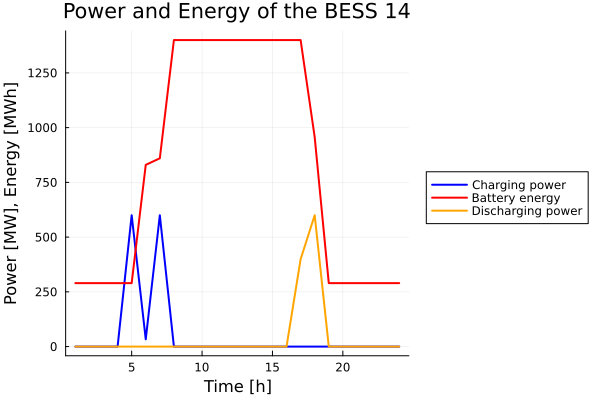 Power and Energy of the BESS 14
Power [MW], Energy [MWh]
1250
1000
750
500
250
0
5
10
15
20
Time [h]
Charging power
Battery energy
Discharging power